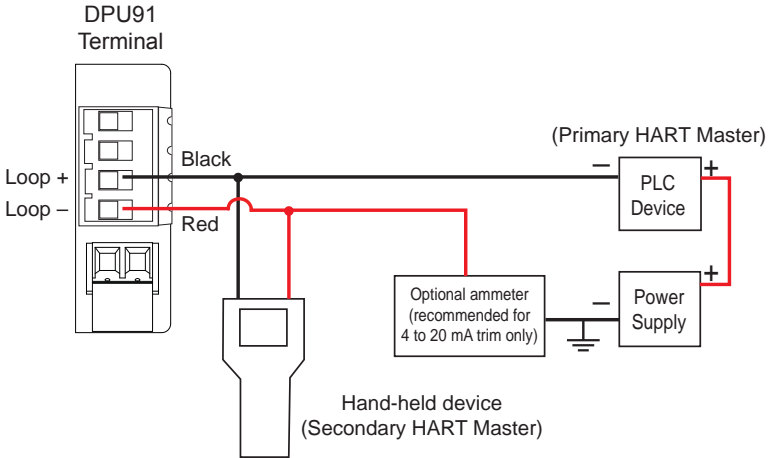 DPU91
Terminal
(Primary HART Master)
Black
Loop +
Loop –
Red
– PLC +
Device
Optional ammeter
(recommended for
4 to 20 mA trim only)
– Power +
Supply
Hand-held device
(Secondary HART Master)